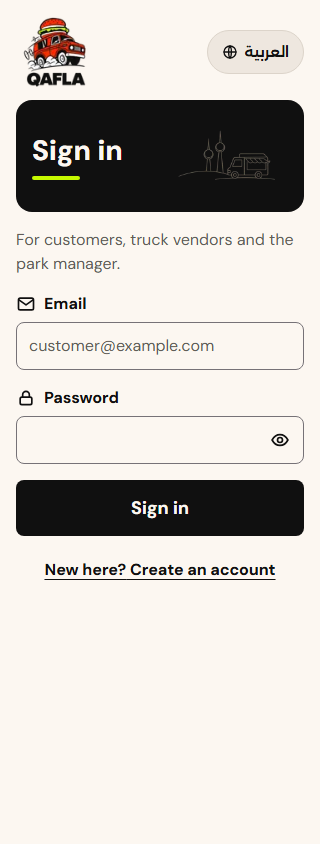 QAFLA
العربية
Sign in
For customers, truck vendors and the
park manager.
Email
customer@example.com
Password
Sign in
New here? Create an account